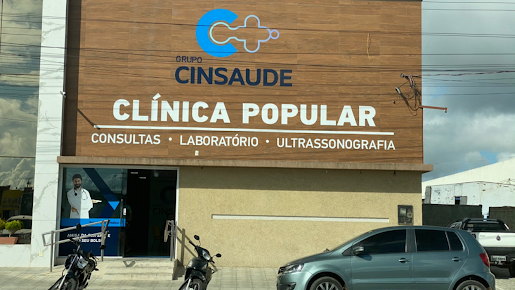 GRUPO
CINSAUDE
CLÍNICA POPULAR
CONSULTAS • LABORATÓRIO • ULTRASSONOGRAFIA